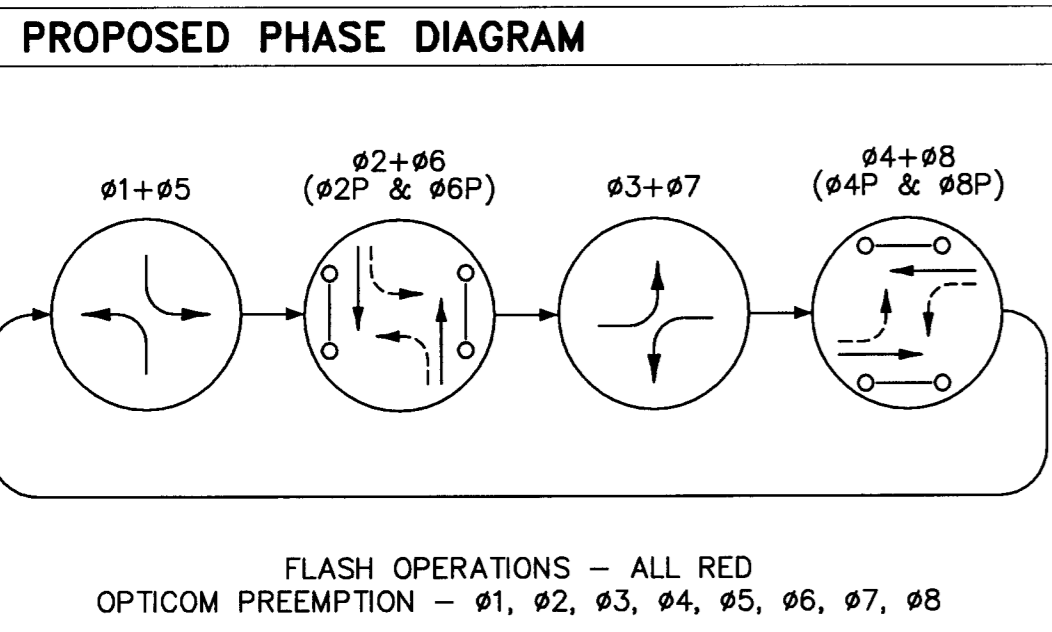 PROPOSED PHASE DIAGRAM
ø1+ø5
ø2+ø6
(ø2P & ø6P)
ø3+ø7
ø4+ø8
(ø4P & ø8P)
FLASH OPERATIONS – ALL RED
OPTICOM PREEMPTION – ø1, ø2, ø3, ø4, ø5, ø6, ø7, ø8